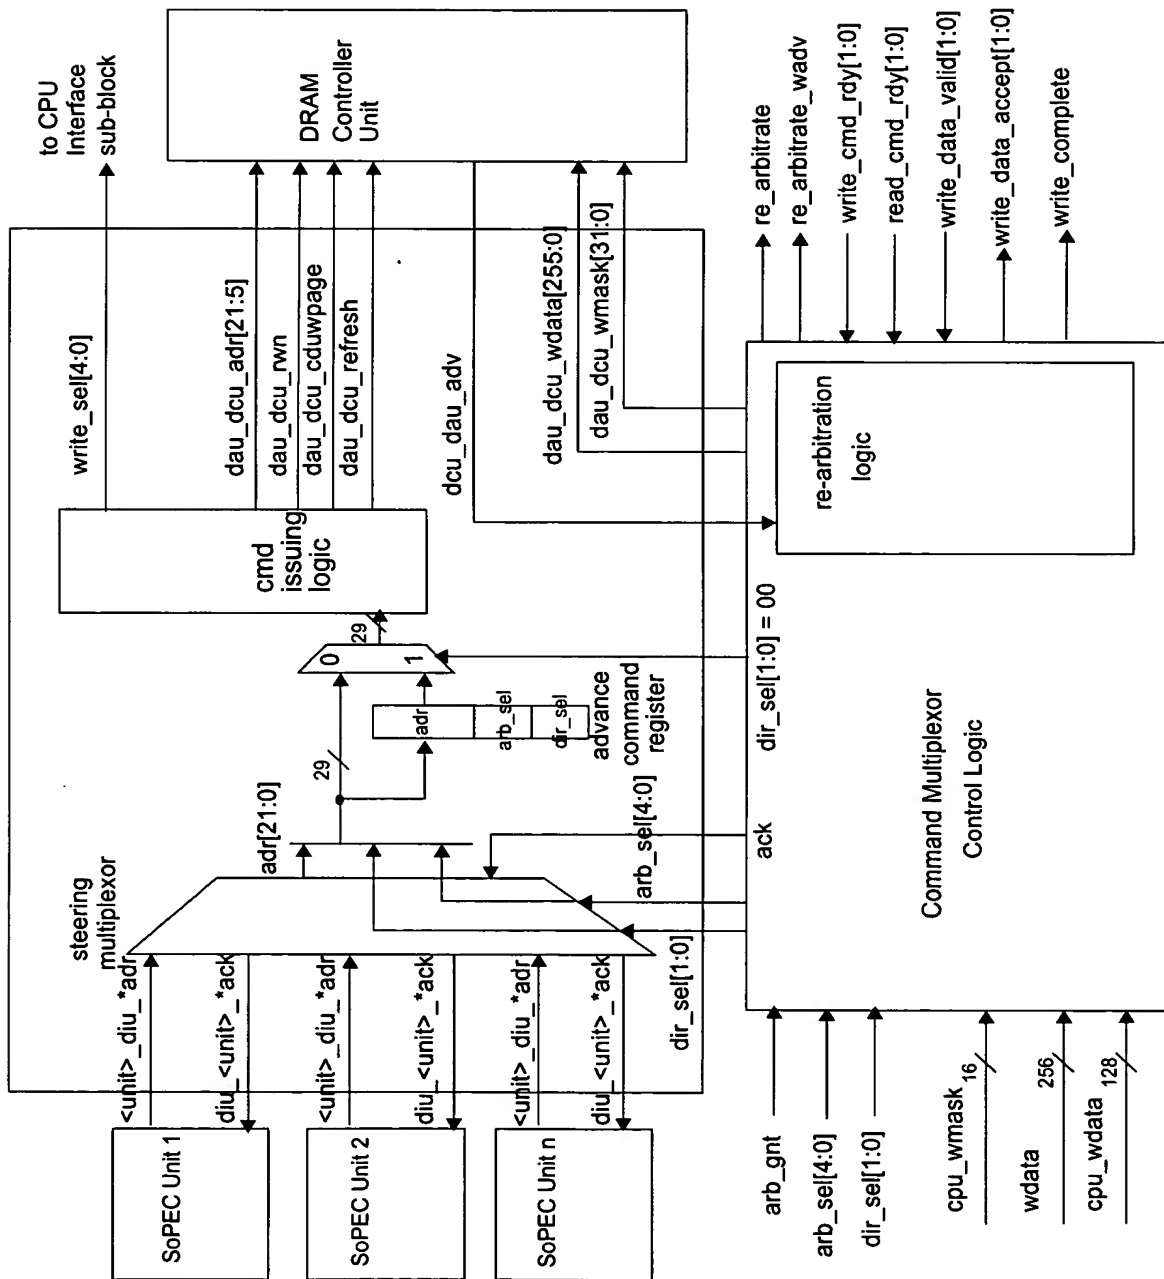 to CPU
Interface
sub-block
DRAM
Controller
Unit
write_sel[4:0]
dau_dcu_adr[21:5]
dau_dcu_rwn
dau_dcu_cduwpage
dau_dcu_refresh
dcu_dau_adv
dau_dcu_wdata[255:0]
dau_dcu_wmask[31:0]
cmd
issuing
logic
29
0
1
adr
arb_sel
dir_sel
advance
command
register
29
adr[21:0]
steering
multiplexor
arb_sel[4:0]
dir_sel[1:0]
<unit>_diu_*adr
diu_<unit>_*ack
<unit>_diu_*adr
diu_<unit>_*ack
<unit>_diu_*adr
diu_<unit>_*ack
SoPEC Unit 1
SoPEC Unit 2
SoPEC Unit n
re_arbitrate
re_arbitrate_wadv
write_cmd_rdy[1:0]
read_cmd_rdy[1:0]
write_data_valid[1:0]
write_data_accept[1:0]
write_complete
re-arbitration
logic
dir_sel[1:0] = 00
ack
Command Multiplexor
Control Logic
arb_gnt
arb_sel[4:0]
dir_sel[1:0]
cpu_wmask
16
wdata
256
cpu_wdata
128